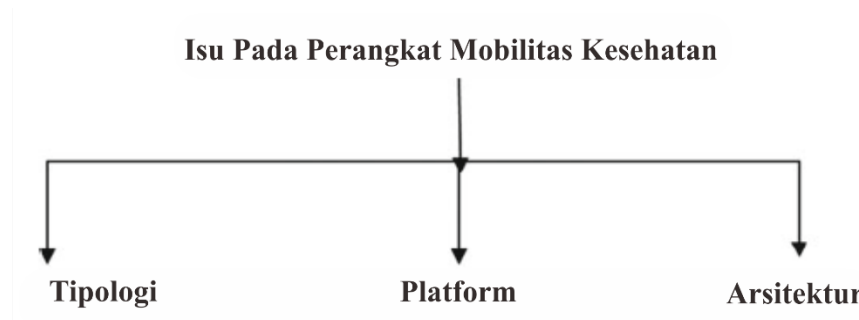 Isu Pada Perangkat Mobilitas Kesehatan
Tipologi Platform Arsitektur